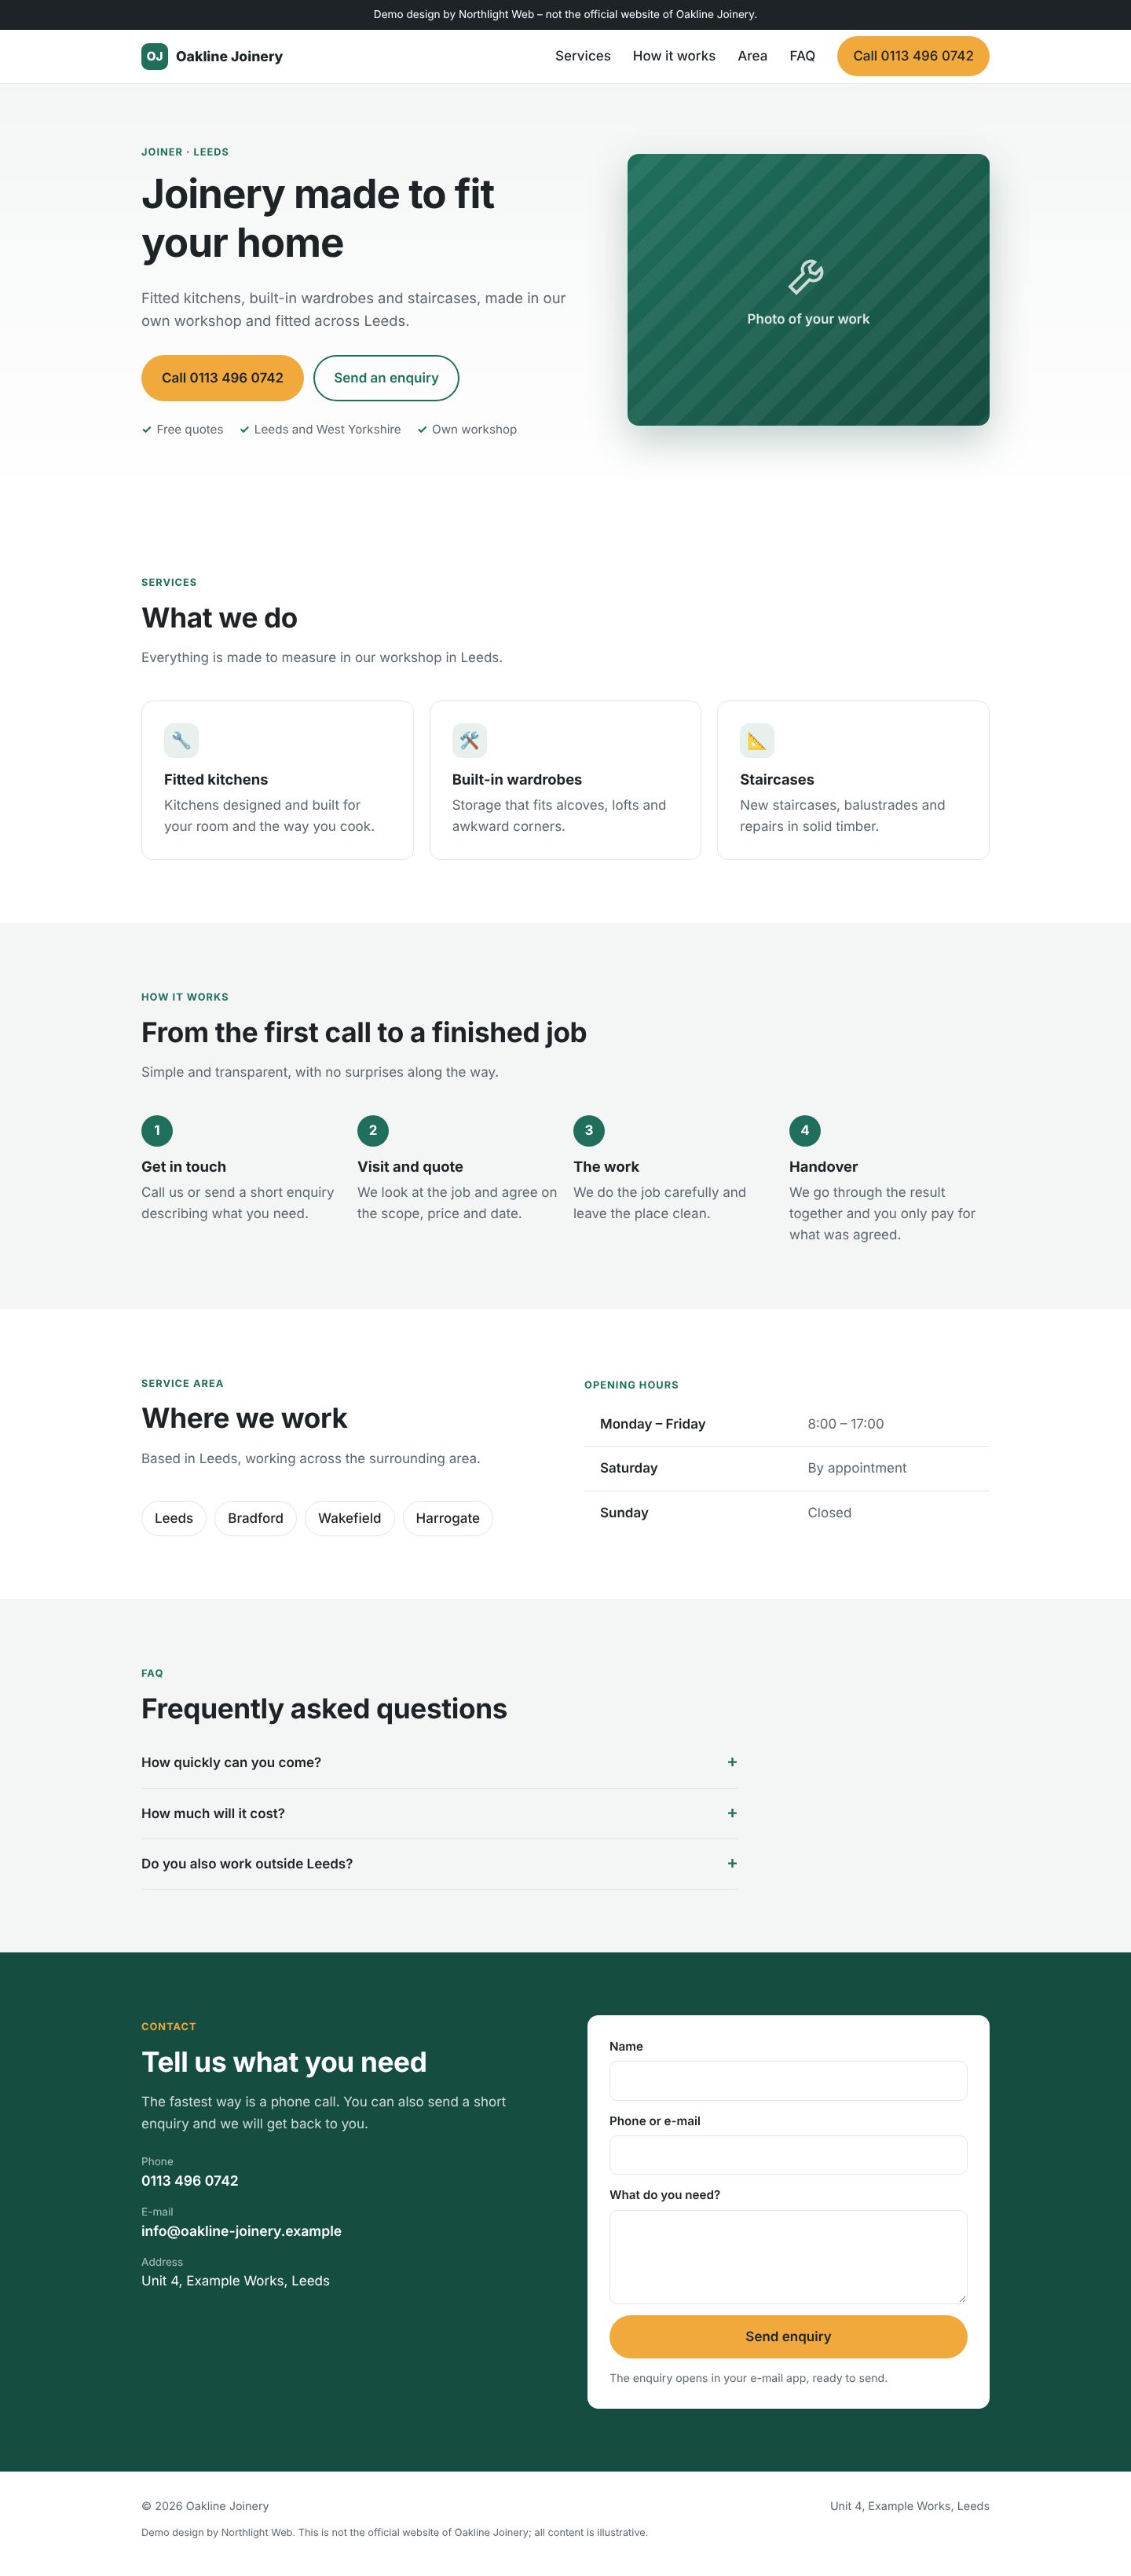 Demo design by Northlight Web – not the official website of Oakline Joinery.
OJ Oakline Joinery
Services How it works Area FAQ Call 0113 496 0742
JOINER · LEEDS
Joinery made to fit
your home
Fitted kitchens, built-in wardrobes and staircases, made in our
own workshop and fitted across Leeds.
Call 0113 496 0742 Send an enquiry
✓ Free quotes ✓ Leeds and West Yorkshire ✓ Own workshop
Photo of your work
SERVICES
What we do
Everything is made to measure in our workshop in Leeds.
Fitted kitchens
Kitchens designed and built for
your room and the way you cook.
Built-in wardrobes
Storage that fits alcoves, lofts and
awkward corners.
Staircases
New staircases, balustrades and
repairs in solid timber.
HOW IT WORKS
From the first call to a finished job
Simple and transparent, with no surprises along the way.
1
Get in touch
Call us or send a short enquiry
describing what you need.
2
Visit and quote
We look at the job and agree on
the scope, price and date.
3
The work
We do the job carefully and
leave the place clean.
4
Handover
We go through the result
together and you only pay for
what was agreed.
SERVICE AREA
Where we work
Based in Leeds, working across the surrounding area.
Leeds Bradford Wakefield Harrogate
OPENING HOURS
Monday – Friday 8:00 – 17:00
Saturday By appointment
Sunday Closed
FAQ
Frequently asked questions
How quickly can you come? +
How much will it cost? +
Do you also work outside Leeds? +
CONTACT
Tell us what you need
The fastest way is a phone call. You can also send a short
enquiry and we will get back to you.
Phone
0113 496 0742
E-mail
info@oakline-joinery.example
Address
Unit 4, Example Works, Leeds
Name
Phone or e-mail
What do you need?
Send enquiry
The enquiry opens in your e-mail app, ready to send.
© 2026 Oakline Joinery
Unit 4, Example Works, Leeds
Demo design by Northlight Web. This is not the official website of Oakline Joinery; all content is illustrative.